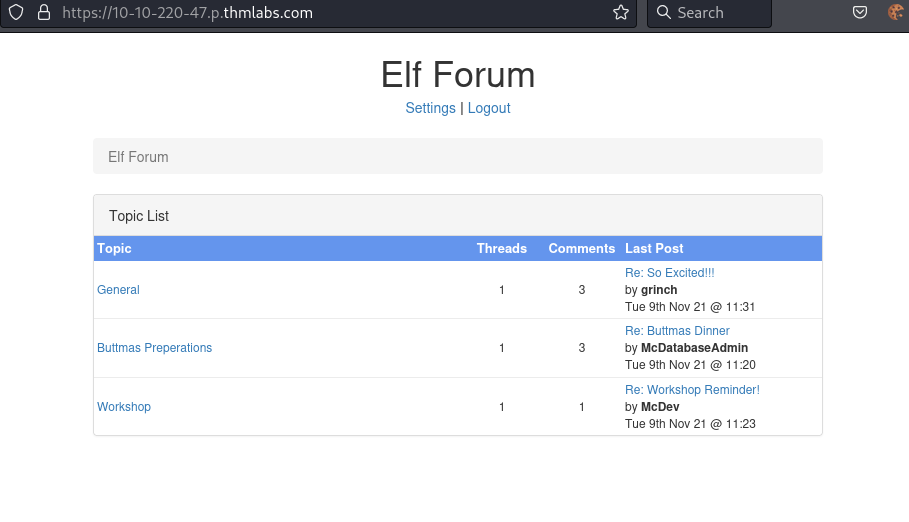 https://10-10-220-47.p.thmlabs.com
Search
Elf Forum
Settings | Logout
Elf Forum
Topic List
Topic Threads Comments Last Post
Re: So Excited!!!
General 1 3 by grinch
Tue 9th Nov 21 @ 11:31
Re: Buttmas Dinner
Buttmas Preperations 1 3 by McDatabaseAdmin
Tue 9th Nov 21 @ 11:20
Re: Workshop Reminder!
Workshop 1 1 by McDev
Tue 9th Nov 21 @ 11:23